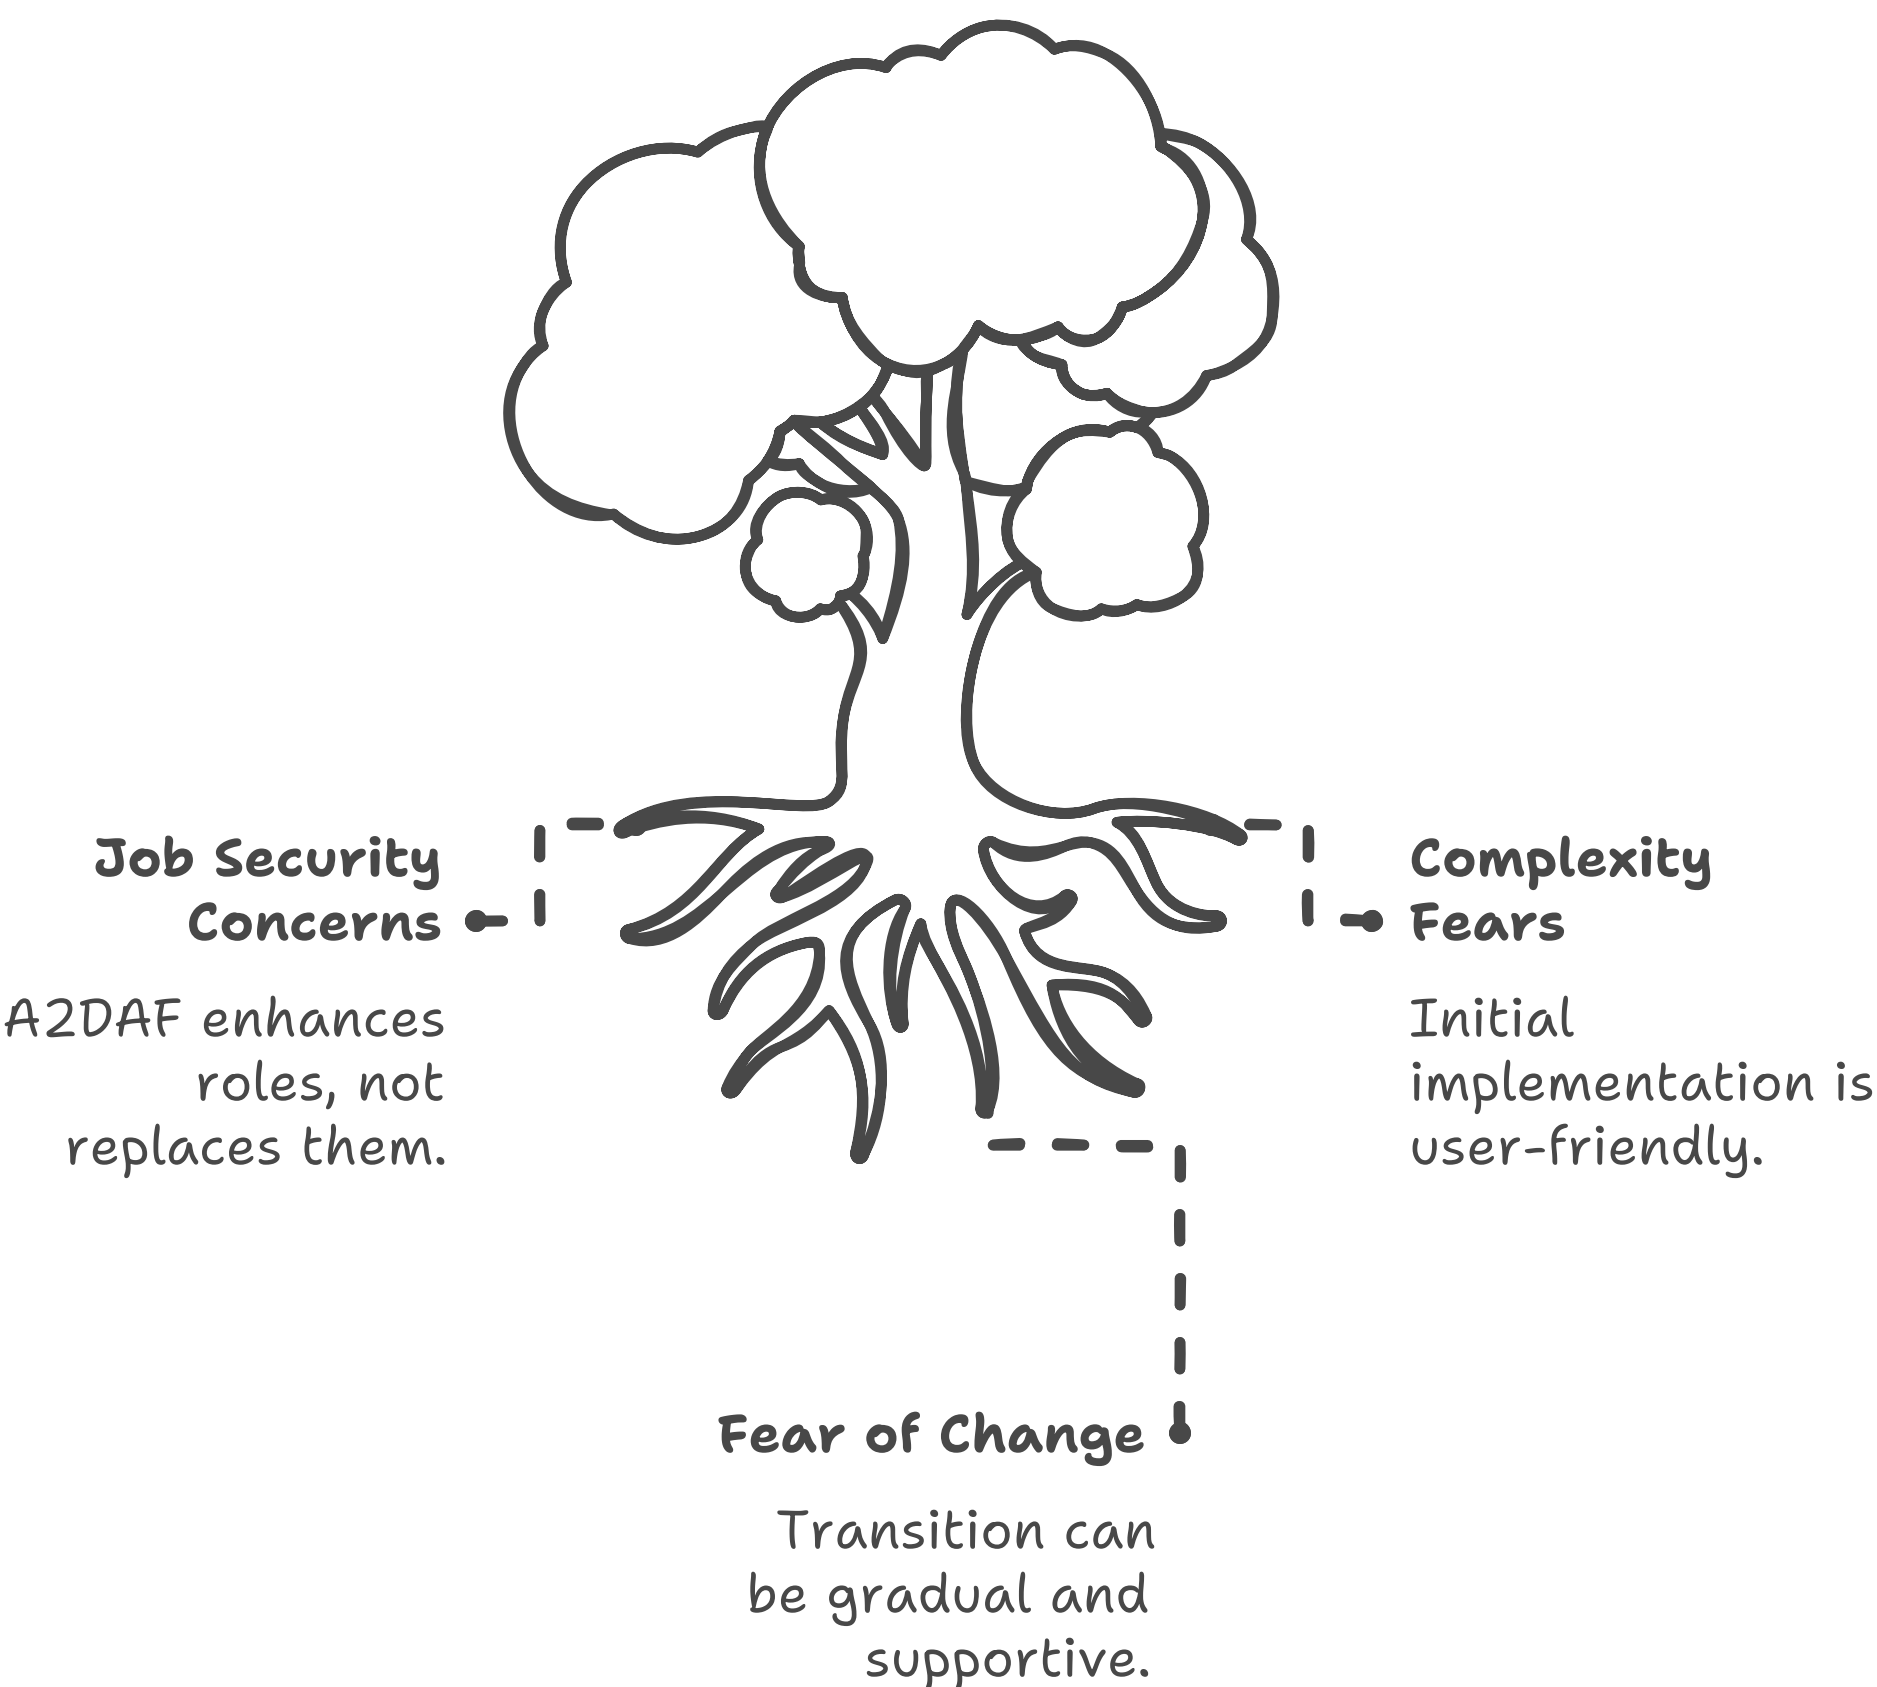 Job Security
Concerns
A2DAF enhances
roles, not
replaces them.
Complexity
Fears
Initial
implementation is
user-friendly.
Fear of Change
Transition can
be gradual and
supportive.